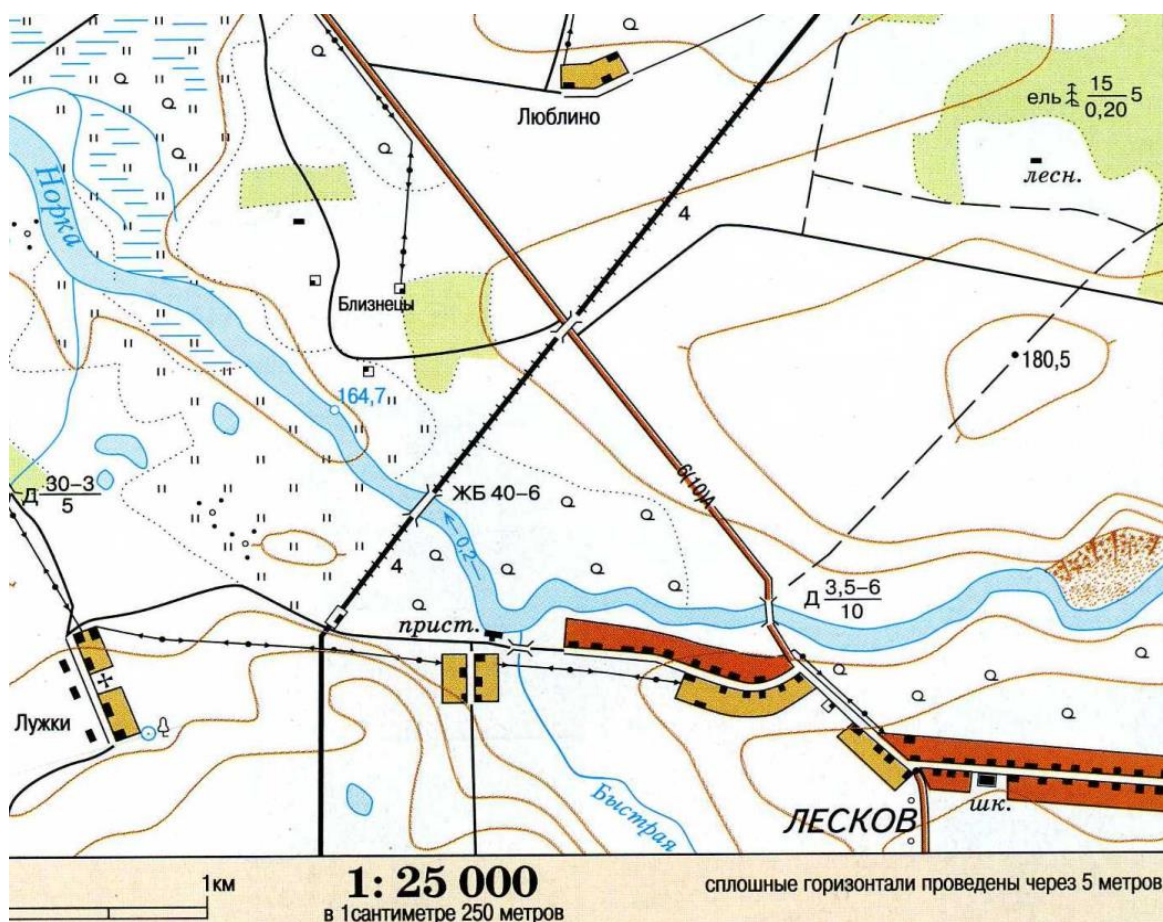 Люблино
ель 15/0,20 5
лесн.
4
Норка
Близнецы
180,5
164,7
6(10)А
Д 30–3/5
ЖБ 40–6
0,2
4
Д 3,5–6/10
прист.
Лужки
Быстрая
ЛЕСКОВ
шк.
1км
1: 25 000
в 1сантиметре 250 метров
сплошные горизонтали проведены через 5 метров